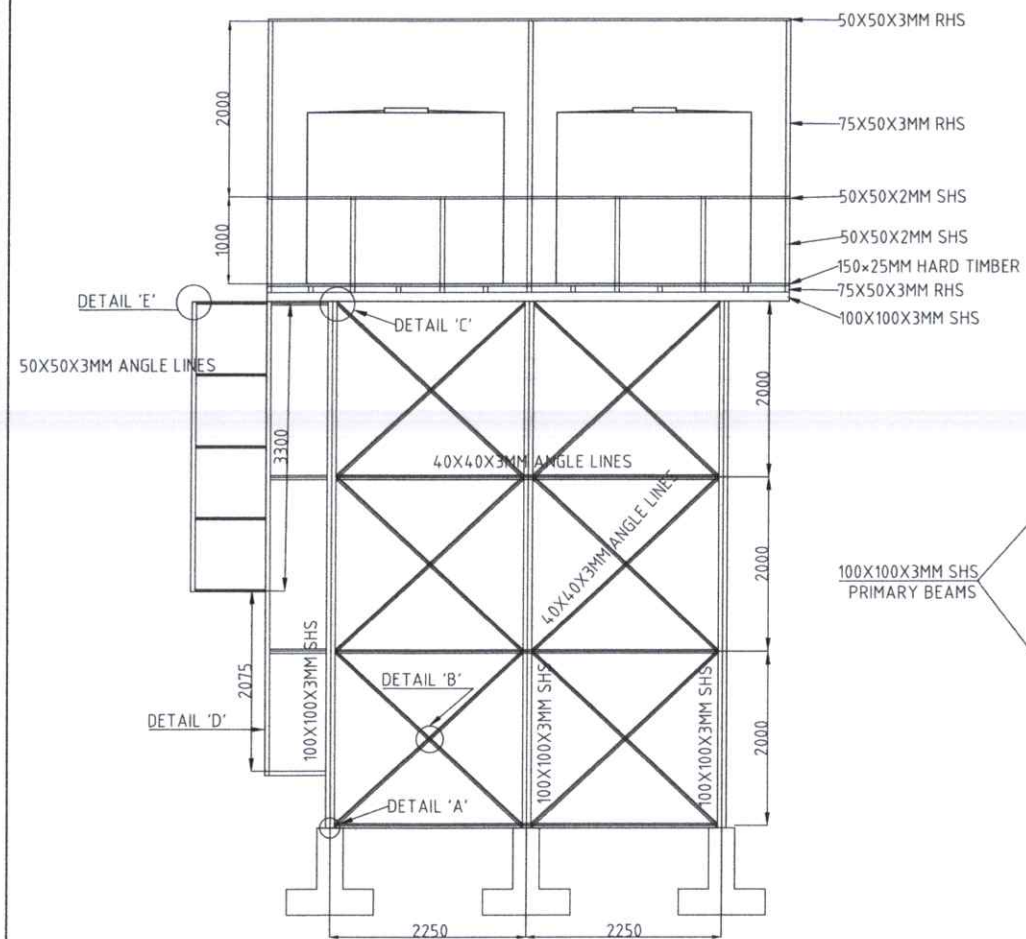 50X50X3MM RHS
2000
75X50X3MM RHS
50X50X2MM SHS
1000
50X50X2MM SHS
150×25MM HARD TIMBER
DETAIL 'E'
75X50X3MM RHS
DETAIL 'C'
100X100X3MM SHS
50X50X3MM ANGLE LINES
2000
3300
40X40X3MM ANGLE LINES
40X40X3MM ANGLE LINES
2000
100X100X3MM SHS
PRIMARY BEAMS
2075
100X100X3MM SHS
DETAIL 'B'
100X100X3MM SHS
100X100X3MM SHS
2000
DETAIL 'D'
DETAIL 'A'
2250
2250